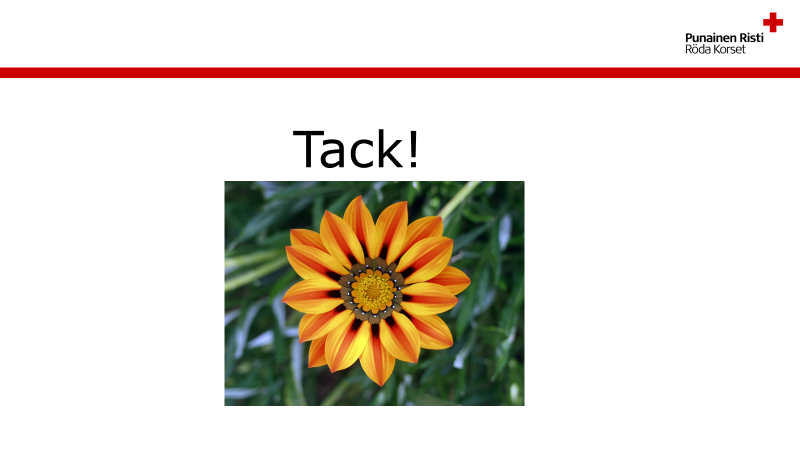 Punainen Risti
Röda Korset
Tack!